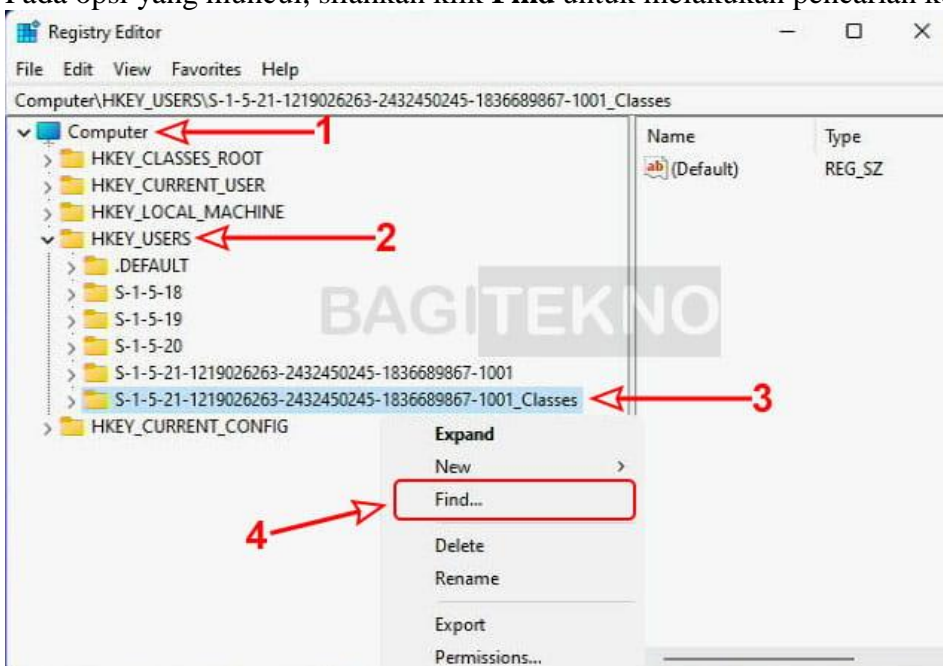 Registry Editor
File Edit View Favorites Help
Computer\HKEY_USERS\S-1-5-21-1219026263-2432450245-1836689867-1001_Classes
Computer 1
HKEY_CLASSES_ROOT
HKEY_CURRENT_USER
HKEY_LOCAL_MACHINE
HKEY_USERS 2
.DEFAULT
S-1-5-18
S-1-5-19
S-1-5-20
S-1-5-21-1219026263-2432450245-1836689867-1001
S-1-5-21-1219026263-2432450245-1836689867-1001_Classes 3
HKEY_CURRENT_CONFIG
Name Type
ab (Default) REG_SZ
BAGITEKNO
Expand
New
4 Find...
Delete
Rename
Export
Permissions...